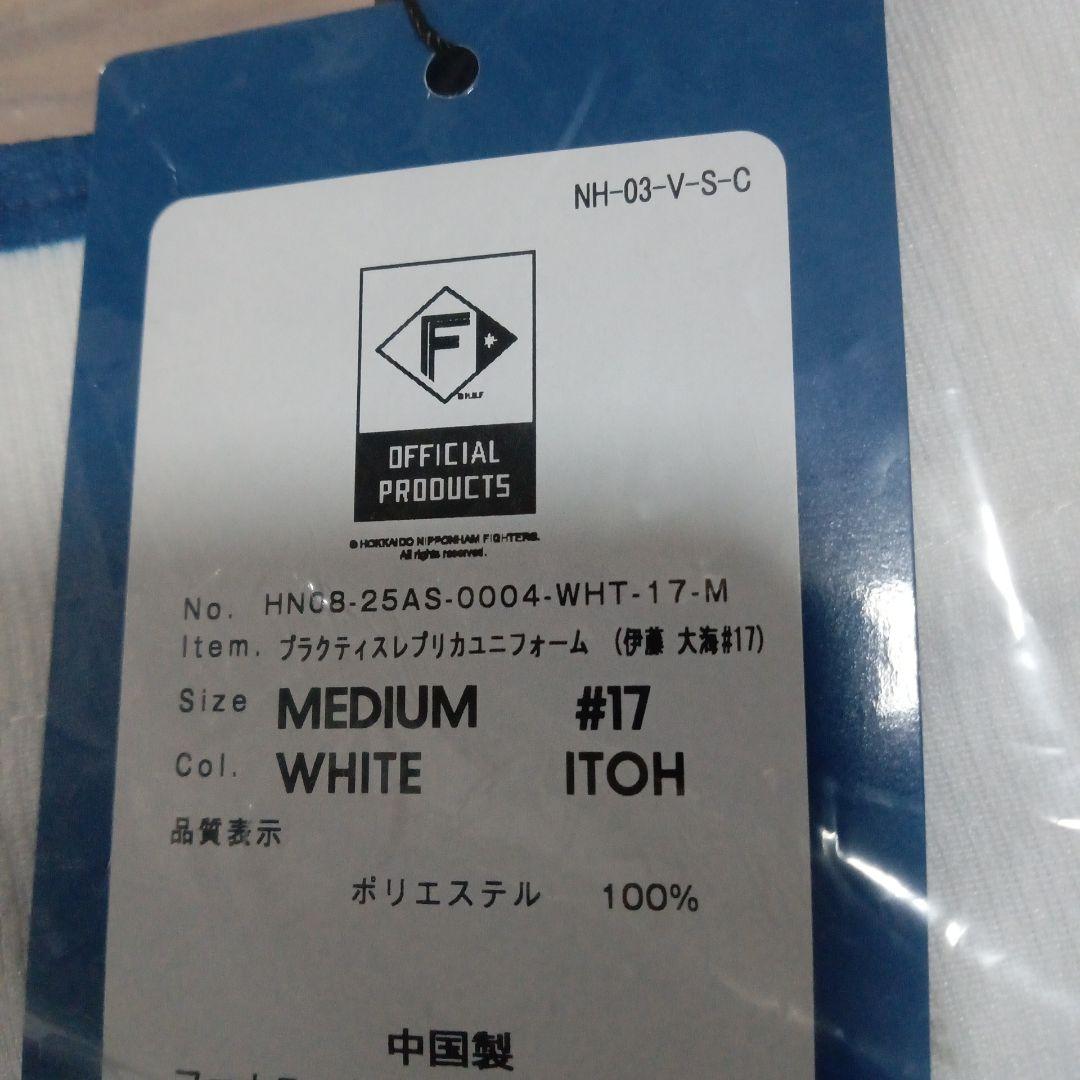 NH-03-V-S-C
F
© H.N.F
OFFICIAL
PRODUCTS
© HOKKAIDO NIPPONHAM FIGHTERS.
All rights reserved.
No. HN08-25AS-0004-WHT-17-M
Item. プラクティスレプリカユニフォーム (伊藤 大海#17)
Size MEDIUM #17
Col. WHITE ITOH
品質表示
ポリエステル 100%
中国製